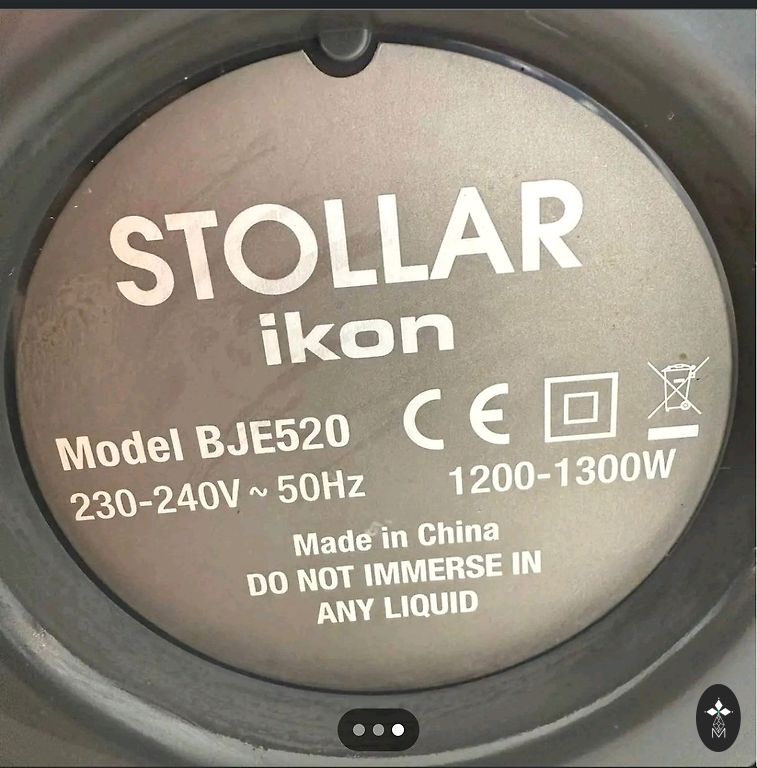 STOLLAR
ikon
Model BJE520 CE
230-240V ~ 50Hz 1200-1300W
Made in China
DO NOT IMMERSE IN
ANY LIQUID
M